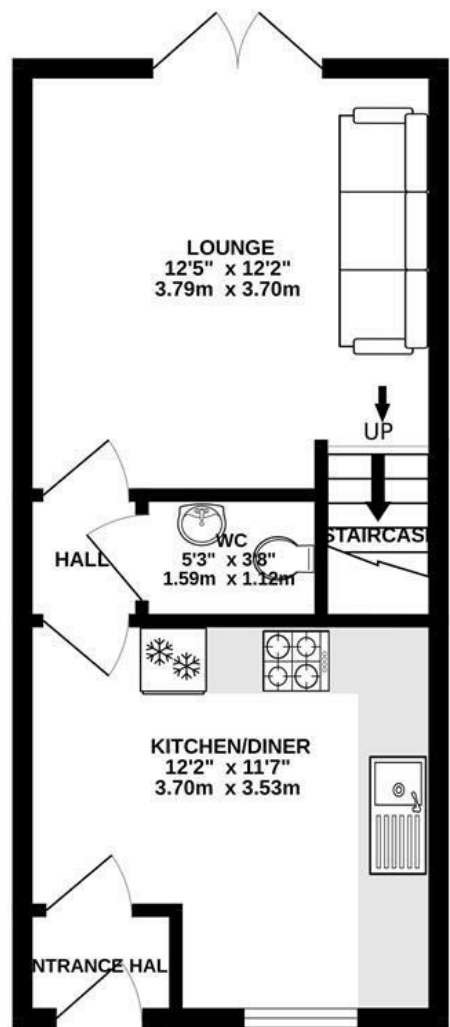 LOUNGE
12'5" x 12'2"
3.79m x 3.70m
UP
STAIRCASE
WC
5'3" x 3'8"
1.59m x 1.12m
HALL
KITCHEN/DINER
12'2" x 11'7"
3.70m x 3.53m
NTRANCE HAL